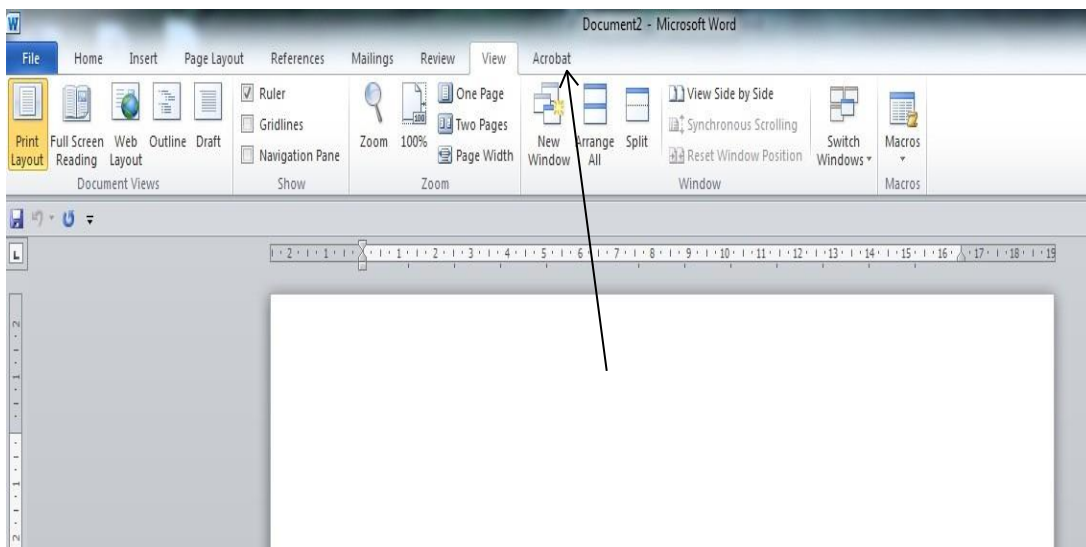 W
Document2 - Microsoft Word
File Home Insert Page Layout References Mailings Review View Acrobat
Print Layout
Full Screen Reading
Web Layout
Outline
Draft
Document Views
Ruler
Gridlines
Navigation Pane
Show
Zoom
100%
One Page
Two Pages
Page Width
Zoom
New Window
Arrange All
Split
View Side by Side
Synchronous Scrolling
Reset Window Position
Switch Windows
Window
Macros
Macros
L
2 1 1 2 3 4 5 6 7 8 9 10 11 12 13 14 15 16 17 18 19
2
1
1
2